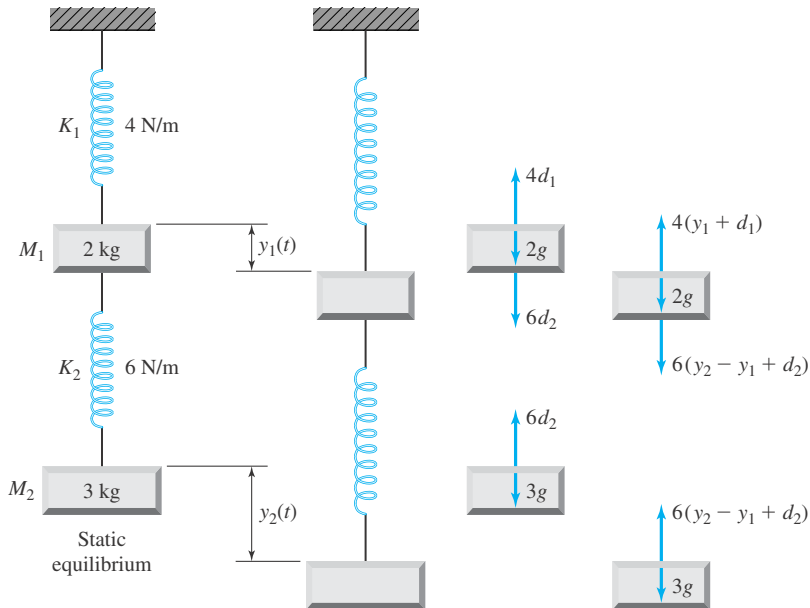 K₁ 4 N/m
M₁ 2 kg
y₁(t)
K₂ 6 N/m
M₂ 3 kg
y₂(t)
Static
equilibrium
4d₁
2g
6d₂
6d₂
3g
4(y₁ + d₁)
2g
6(y₂ − y₁ + d₂)
6(y₂ − y₁ + d₂)
3g